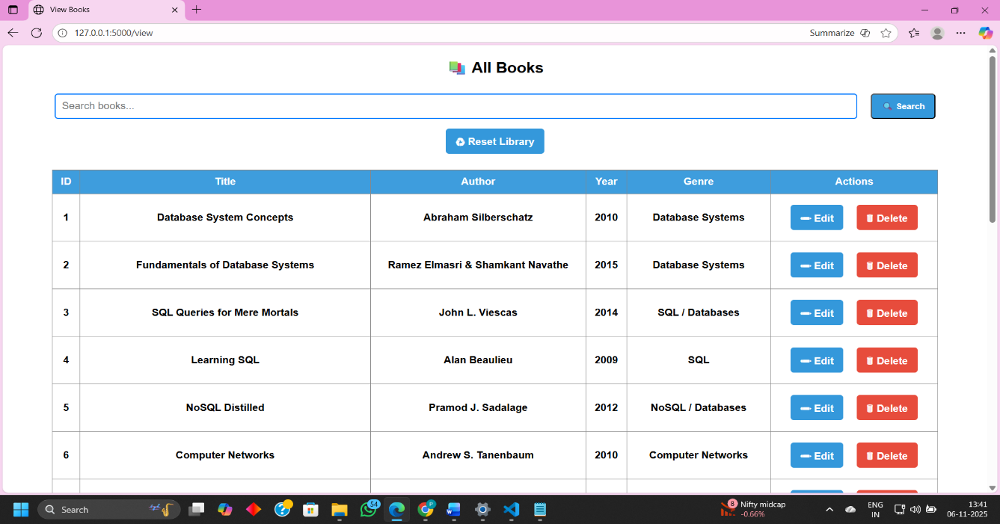 View Books
127.0.0.1:5000/view
Summarize
All Books
Search books...
Search
Reset Library
ID Title Author Year Genre Actions
1 Database System Concepts Abraham Silberschatz 2010 Database Systems Edit Delete
2 Fundamentals of Database Systems Ramez Elmasri & Shamkant Navathe 2015 Database Systems Edit Delete
3 SQL Queries for Mere Mortals John L. Viescas 2014 SQL / Databases Edit Delete
4 Learning SQL Alan Beaulieu 2009 SQL Edit Delete
5 NoSQL Distilled Pramod J. Sadalage 2012 NoSQL / Databases Edit Delete
6 Computer Networks Andrew S. Tanenbaum 2010 Computer Networks Edit Delete
Search 54 P 8 Nifty midcap ENG 13:41
-0.66% IN 06-11-2025